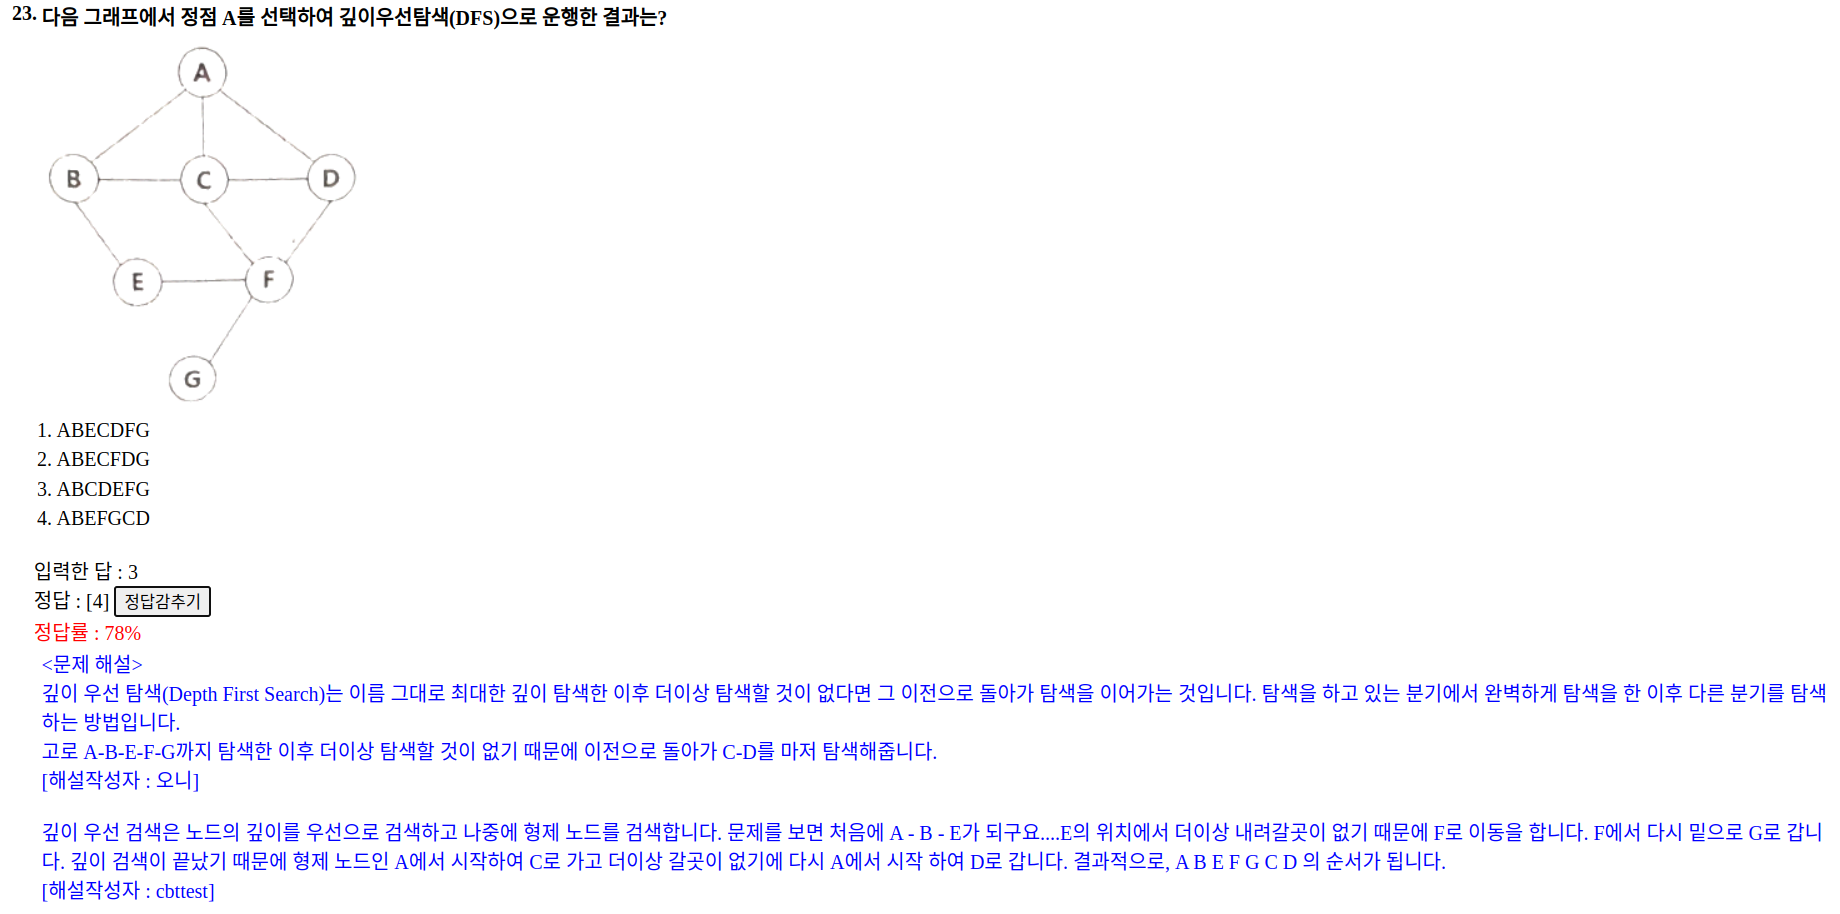 23. 다음 그래프에서 정점 A를 선택하여 깊이우선탐색(DFS)으로 운행한 결과는?
A
B
C
D
E
F
G
1. ABECDFG
2. ABECFDG
3. ABCDEFG
4. ABEFGCD
입력한 답 : 3
정답 : [4] 정답감추기
정답률 : 78%
<문제 해설>
깊이 우선 탐색(Depth First Search)는 이름 그대로 최대한 깊이 탐색한 이후 더이상 탐색할 것이 없다면 그 이전으로 돌아가 탐색을 이어가는 것입니다. 탐색을 하고 있는 분기에서 완벽하게 탐색을 한 이후 다른 분기를 탐색
하는 방법입니다.
고로 A-B-E-F-G까지 탐색한 이후 더이상 탐색할 것이 없기 때문에 이전으로 돌아가 C-D를 마저 탐색해줍니다.
[해설작성자 : 오니]
깊이 우선 검색은 노드의 깊이를 우선으로 검색하고 나중에 형제 노드를 검색합니다. 문제를 보면 처음에 A - B - E가 되구요....E의 위치에서 더이상 내려갈곳이 없기 때문에 F로 이동을 합니다. F에서 다시 밑으로 G로 갑니
다. 깊이 검색이 끝났기 때문에 형제 노드인 A에서 시작하여 C로 가고 더이상 갈곳이 없기에 다시 A에서 시작 하여 D로 갑니다. 결과적으로, A B E F G C D 의 순서가 됩니다.
[해설작성자 : cbttest]